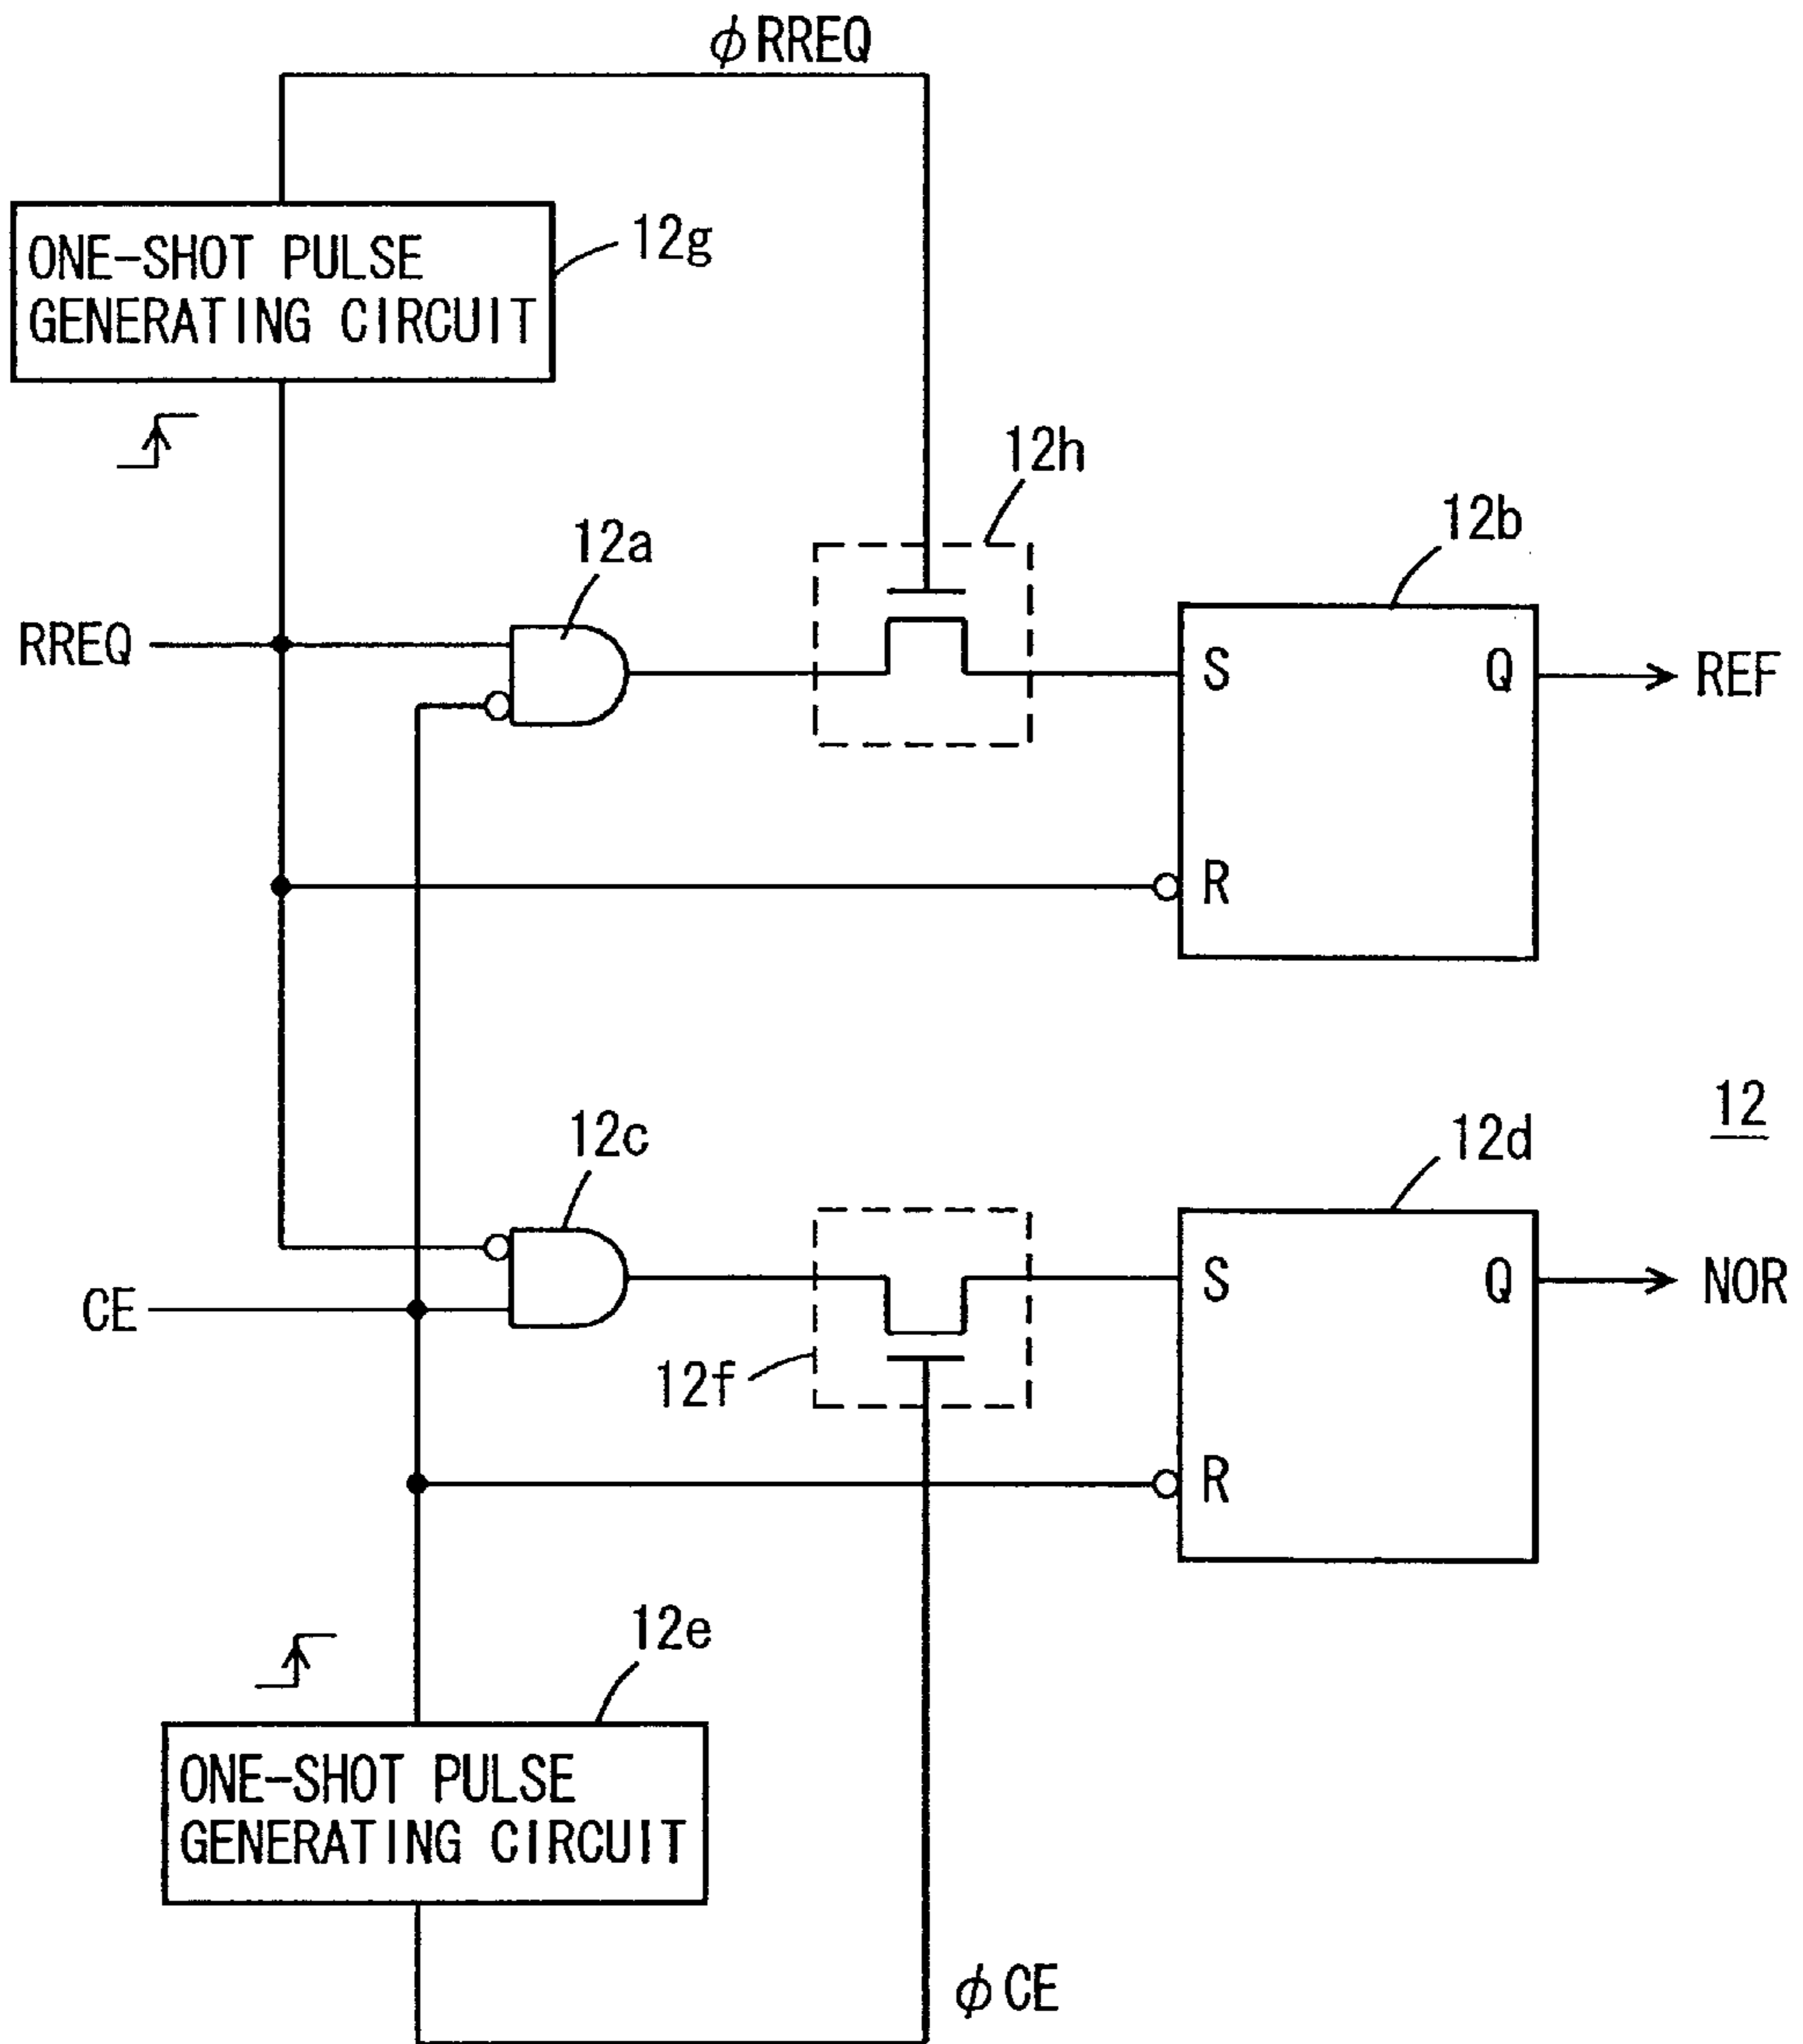 φRREQ
ONE-SHOT PULSE
GENERATING CIRCUIT
12g
12h
12b
12a
RREQ
S
Q
REF
R
12
12c
12d
S
Q
NOR
CE
12f
R
12e
ONE-SHOT PULSE
GENERATING CIRCUIT
φCE